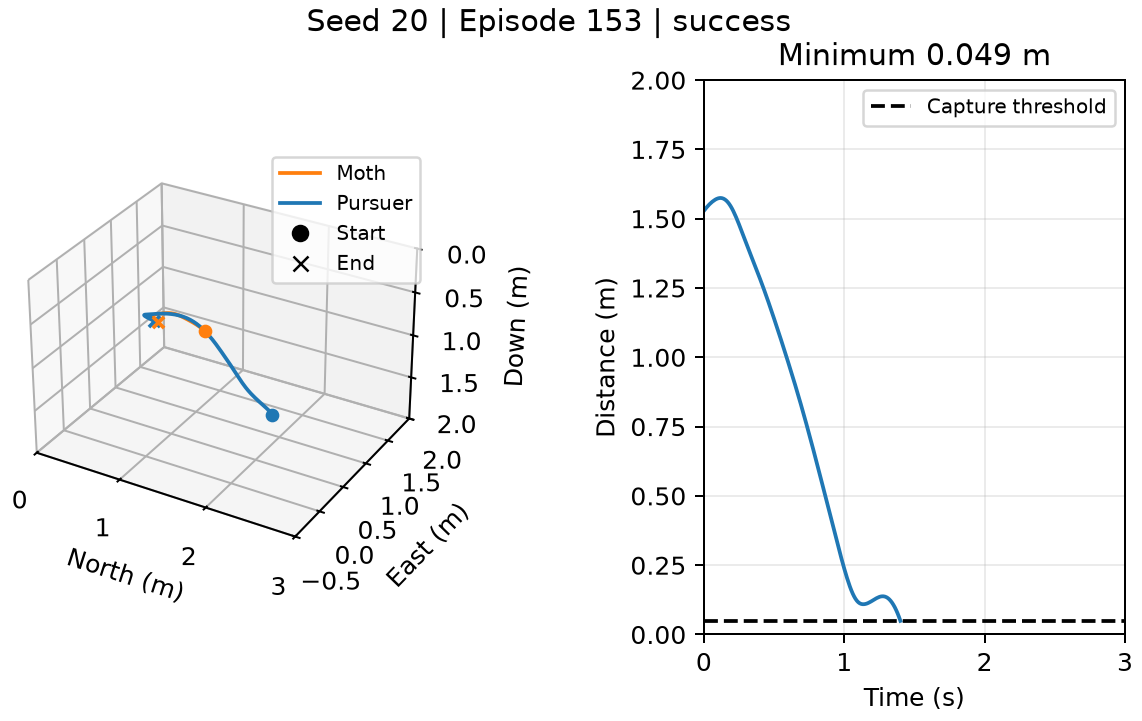 Seed 20 | Episode 153 | success
Moth
Pursuer
Start
End
0.0
0.5
1.0
1.5
2.0
Down (m)
2.0
1.5
1.0
0.5
0.0
−0.5
East (m)
0
1
2
3
North (m)
Minimum 0.049 m
Capture threshold
2.00
1.75
1.50
1.25
1.00
0.75
0.50
0.25
0.00
Distance (m)
0
1
2
3
Time (s)